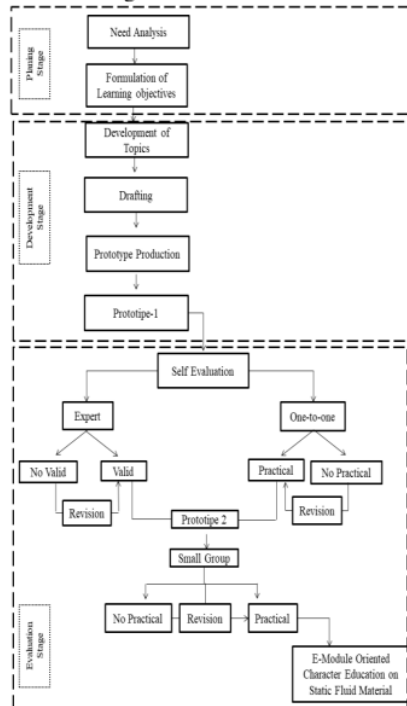 Need Analysis
Planing
Stage
Formulation of
Learning objectives
Development of
Topics
Development
Stage
Drafting
Prototype Production
Prototipe-1
Self Evaluation
Expert
One-to-one
No Valid
Valid
Practical
No Practical
Revision
Revision
Prototipe 2
Small Group
No Practical
Revision
Practical
Evaluation
Stage
E-Module Oriented
Character Education on
Static Fluid Material